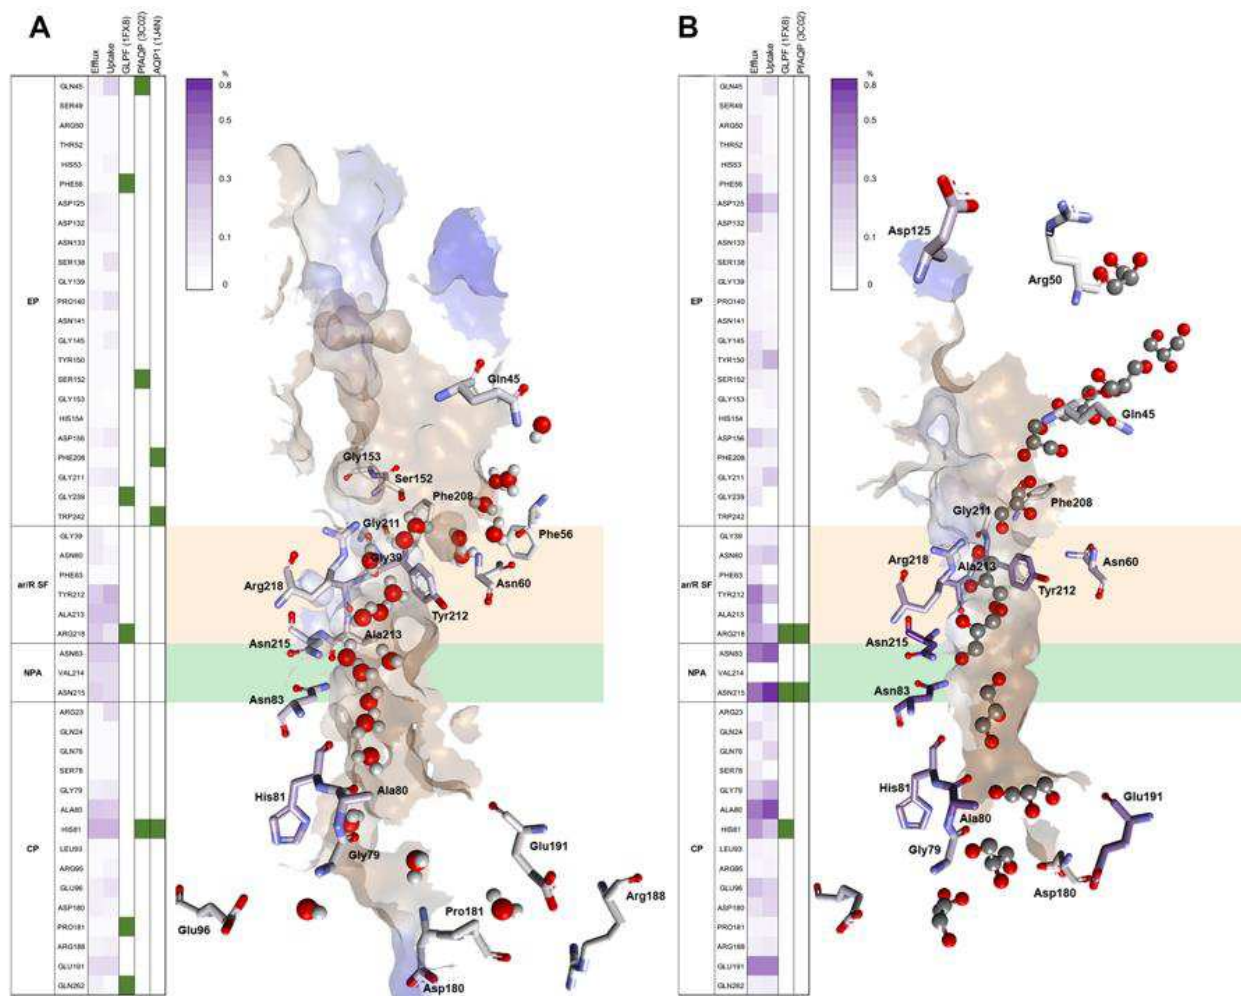 A
Efflux
Uptake
GLPF (1FX8)
PfAQP (3C02)
AQP1 (1J4N)
%
0.8
0.5
0.3
0.1
0
EP
GLN45
SER49
ARG50
THR52
HIS53
PHE56
ASP125
ASP132
ASN133
SER138
GLY139
PRO140
ASN141
GLY145
TYR150
SER152
GLY153
HIS154
ASP156
PHE208
GLY211
GLY239
TRP242
ar/R SF
GLY39
ASN60
PHE63
TYR212
ALA213
ARG218
NPA
ASN83
VAL214
ASN215
CP
ARG23
GLN24
GLN76
SER78
GLY79
ALA80
HIS81
LEU93
ARG95
GLU96
ASP180
PRO181
ARG188
GLU191
GLN262
Gln45
Gly153
Ser152
Phe208
Gly211
Phe56
Gly39
Arg218
Asn60
Tyr212
Asn215
Ala213
Asn83
His81
Ala80
Gly79
Glu191
Arg188
Glu96
Pro181
Asp180
B
Efflux
Uptake
GLPF (1FX8)
PfAQP (3C02)
%
0.8
0.5
0.3
0.1
0
EP
GLN45
SER49
ARG50
THR52
HIS53
PHE56
ASP125
ASP132
ASN133
SER138
GLY139
PRO140
ASN141
GLY145
TYR150
SER152
GLY153
HIS154
ASP156
PHE208
GLY211
GLY239
TRP242
ar/R SF
GLY39
ASN60
PHE63
TYR212
ALA213
ARG218
NPA
ASN83
VAL214
ASN215
CP
ARG23
GLN24
GLN76
SER78
GLY79
ALA80
HIS81
LEU93
ARG95
GLU96
ASP180
PRO181
ARG188
GLU191
GLN262
Asp125
Arg50
Gln45
Phe208
Gly211
Arg218
Ala213
Asn60
Tyr212
Asn215
Asn83
His81
Ala80
Glu191
Gly79
Asp180